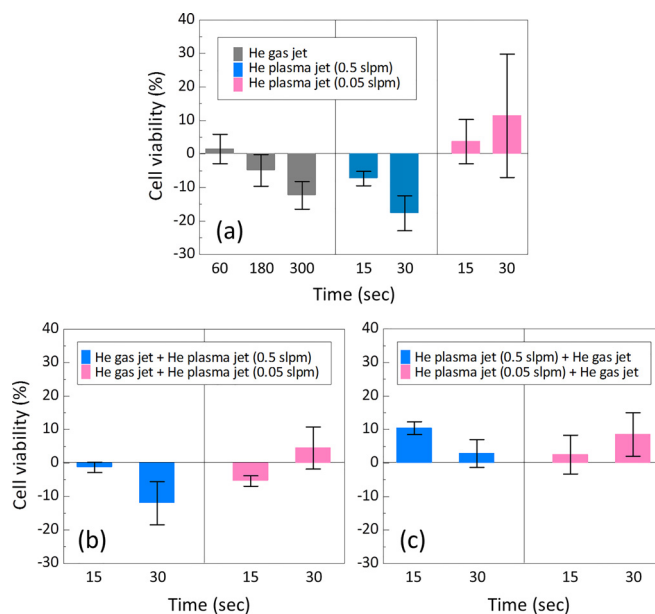 40
30
20
10
0
-10
-20
-30
Cell viability (%)
He gas jet
He plasma jet (0.5 slpm)
He plasma jet (0.05 slpm)
(a)
60 180 300 15 30 15 30
Time (sec)
40
30
20
10
0
-10
-20
-30
Cell viability (%)
He gas jet + He plasma jet (0.5 slpm)
He gas jet + He plasma jet (0.05 slpm)
(b)
15 30 15 30
Time (sec)
40
30
20
10
0
-10
-20
-30
He plasma jet (0.5 slpm) + He gas jet
He plasma jet (0.05 slpm) + He gas jet
(c)
15 30 15 30
Time (sec)